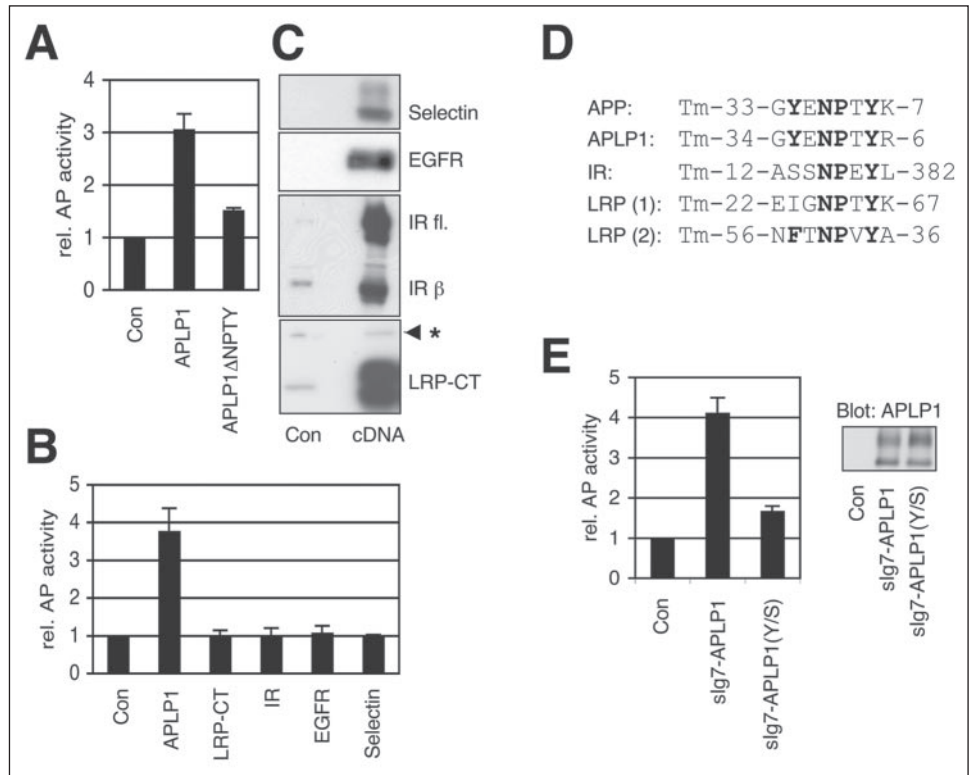 A
rel. AP activity
4
3
2
1
0
Con
APLP1
APLP1ΔNPTY
C
Selectin
EGFR
IR fl.
IR β
*
LRP-CT
Con cDNA
D
APP: Tm-33-GYENPTYK-7
APLP1: Tm-34-GYENPTYR-6
IR: Tm-12-ASSNPEYL-382
LRP (1): Tm-22-EIGNPTYK-67
LRP (2): Tm-56-NFTNPVYA-36
B
rel. AP activity
5
4
3
2
1
0
Con
APLP1
LRP-CT
IR
EGFR
Selectin
E
rel. AP activity
5
4
3
2
1
0
Con
sIg7-APLP1
sIg7-APLP1(Y/S)
Blot: APLP1
Con
sIg7-APLP1
sIg7-APLP1(Y/S)